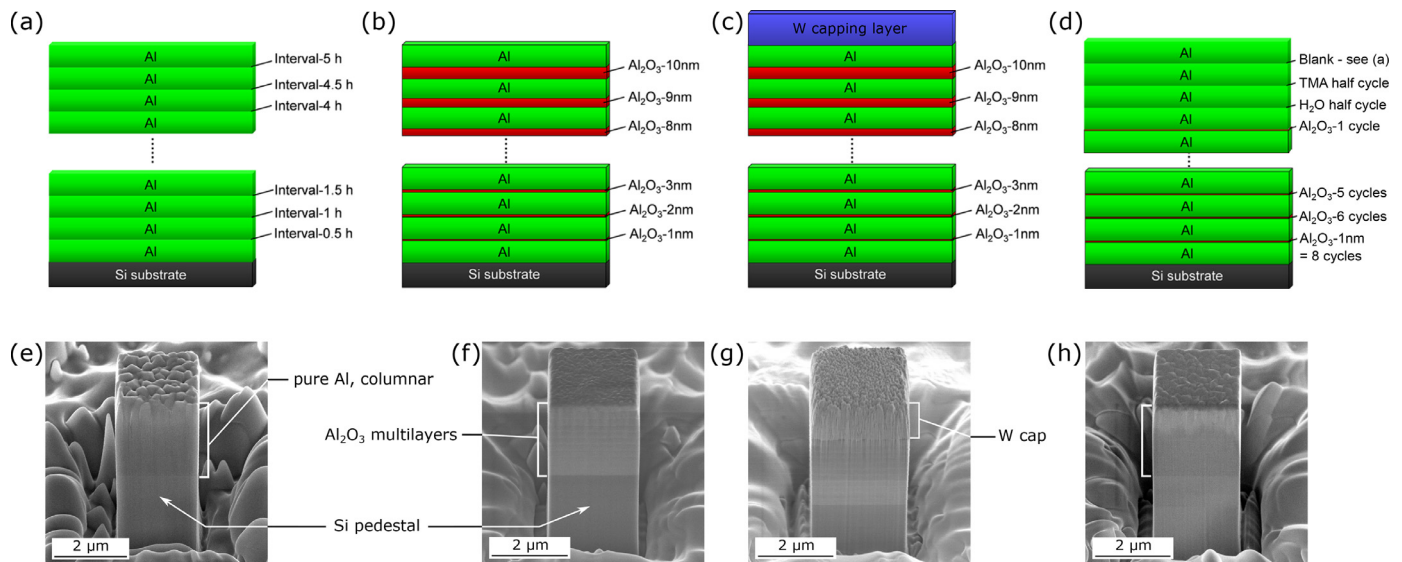 (a)
Al
Interval-5 h
Al
Interval-4.5 h
Al
Interval-4 h
Al
Al
Interval-1.5 h
Al
Interval-1 h
Al
Interval-0.5 h
Al
Si substrate
(b)
Al
Al₂O₃-10nm
Al
Al₂O₃-9nm
Al
Al₂O₃-8nm
Al
Al₂O₃-3nm
Al
Al₂O₃-2nm
Al
Al₂O₃-1nm
Al
Si substrate
(c)
W capping layer
Al
Al₂O₃-10nm
Al
Al₂O₃-9nm
Al
Al₂O₃-8nm
Al
Al₂O₃-3nm
Al
Al₂O₃-2nm
Al
Al₂O₃-1nm
Al
Si substrate
(d)
Al
Blank - see (a)
Al
TMA half cycle
Al
H₂O half cycle
Al
Al₂O₃-1 cycle
Al
Al
Al₂O₃-5 cycles
Al
Al₂O₃-6 cycles
Al
Al₂O₃-1nm
= 8 cycles
Al
Si substrate
(e)
pure Al, columnar
Al₂O₃ multilayers
Si pedestal
2 µm
(f)
2 µm
(g)
W cap
2 µm
(h)
2 µm